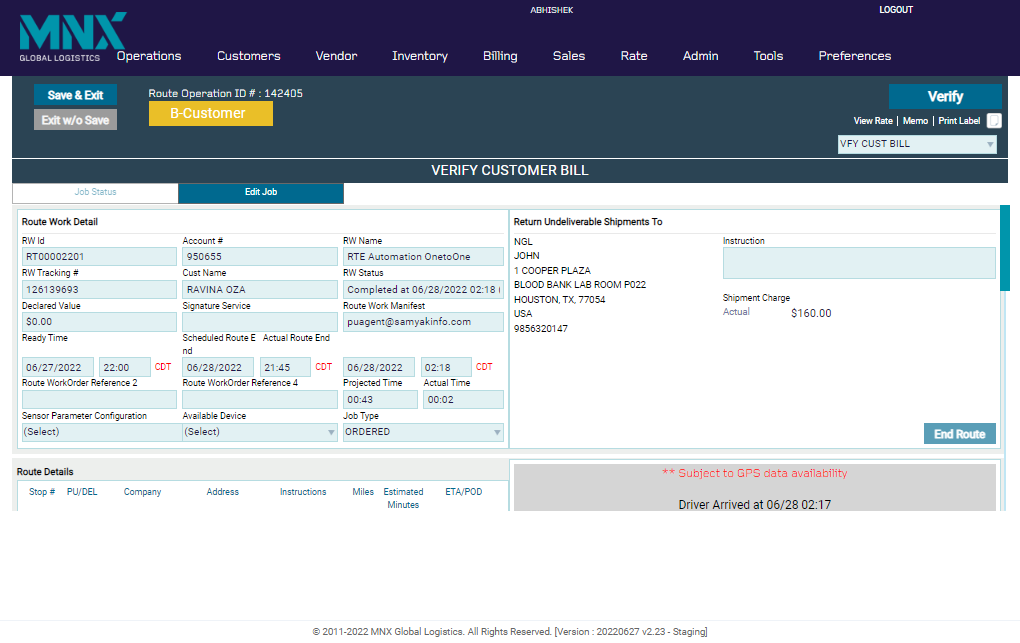 ABHISHEK
LOGOUT
MNX
GLOBAL LOGISTICS
Operations Customers Vendor Inventory Billing Sales Rate Admin Tools Preferences
Save & Exit
Exit w/o Save
Route Operation ID # : 142405
B-Customer
Verify
View Rate | Memo | Print Label
VFY CUST BILL
VERIFY CUSTOMER BILL
Job Status Edit Job
Route Work Detail
RW Id Account # RW Name
RT00002201 950655 RTE Automation OnetoOne
RW Tracking # Cust Name RW Status
126139693 RAVINA OZA Completed at 06/28/2022 02:18
Declared Value Signature Service Route Work Manifest
$0.00 puagent@samyakinfo.com
Ready Time Scheduled Route E Actual Route End
nd
06/27/2022 22:00 CDT 06/28/2022 21:45 CDT 06/28/2022 02:18 CDT
Route WorkOrder Reference 2 Route WorkOrder Reference 4 Projected Time Actual Time
00:43 00:02
Sensor Parameter Configuration Available Device Job Type
(Select) (Select) ORDERED
Return Undeliverable Shipments To
NGL
JOHN
1 COOPER PLAZA
BLOOD BANK LAB ROOM P022
HOUSTON, TX, 77054
USA
9856320147
Instruction
Shipment Charge
Actual $160.00
End Route
Route Details
Stop # PU/DEL Company Address Instructions Miles Estimated ETA/POD
Minutes
** Subject to GPS data availability
Driver Arrived at 06/28 02:17
© 2011-2022 MNX Global Logistics. All Rights Reserved. [Version : 20220627 v2.23 - Staging]